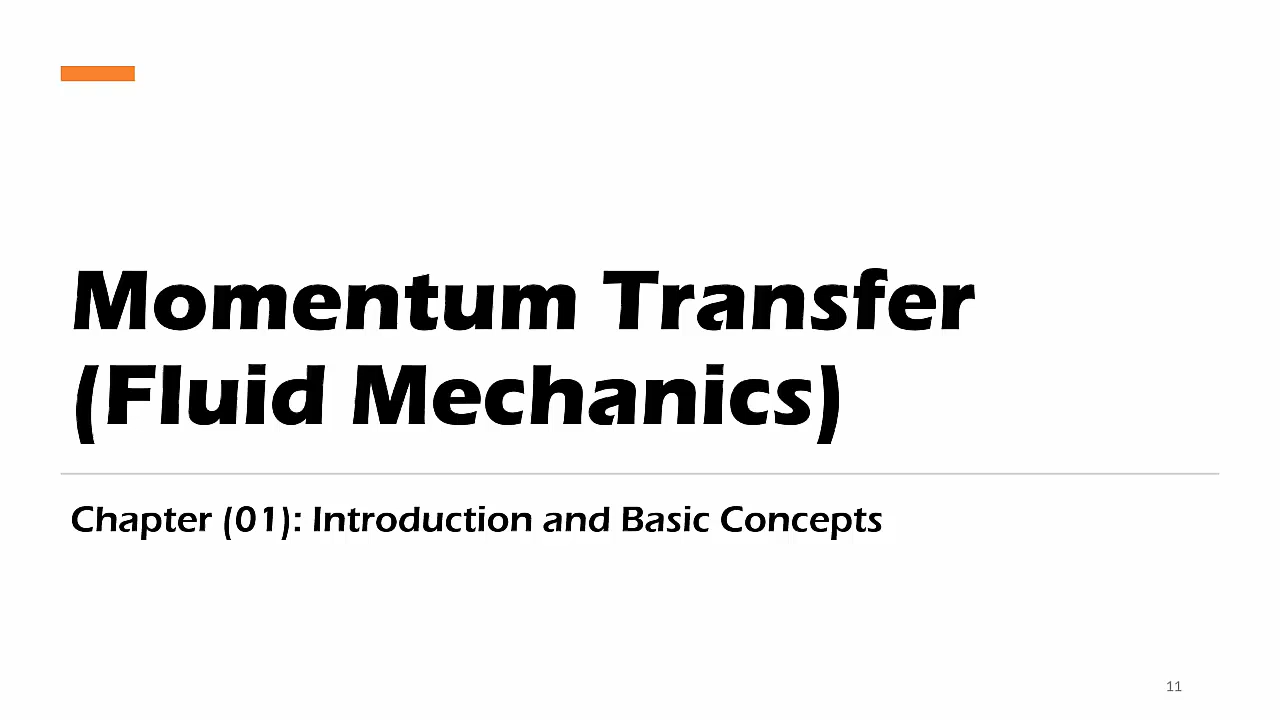 Momentum Transfer
(Fluid Mechanics)
Chapter (01): Introduction and Basic Concepts
11